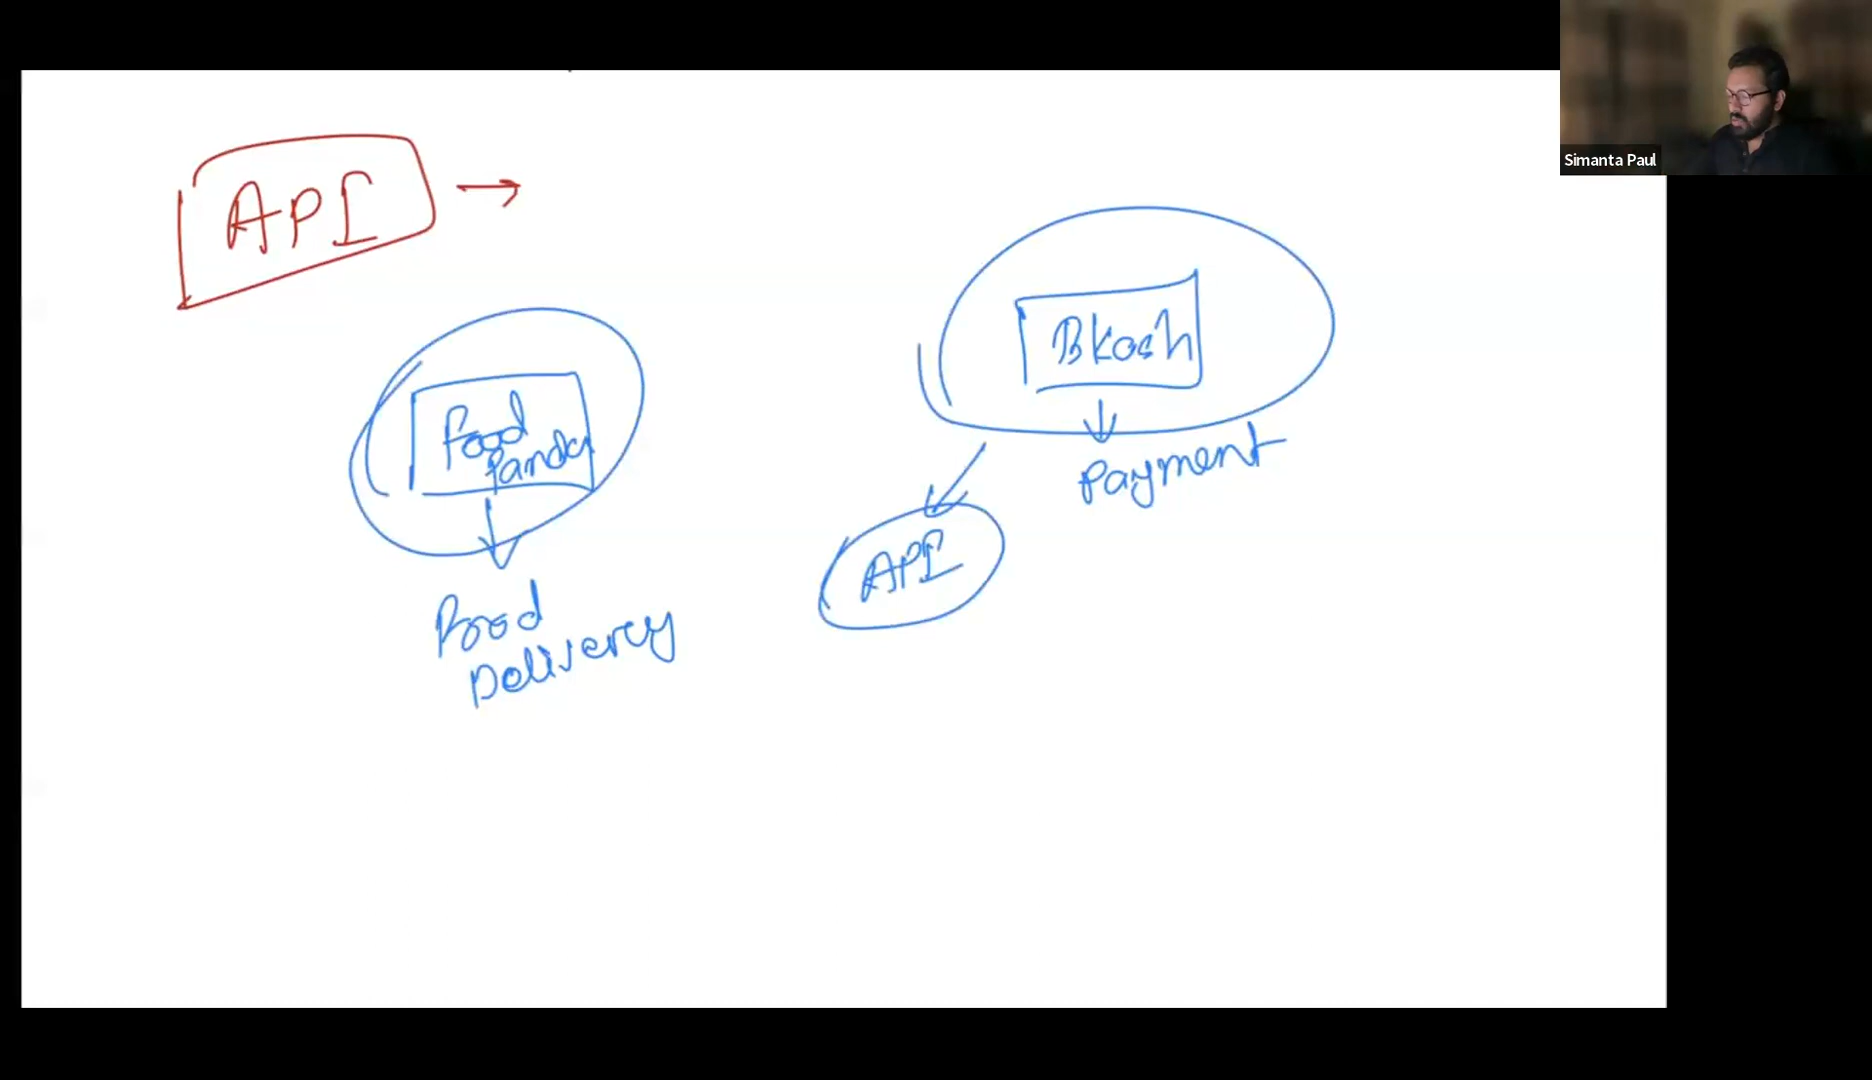 API →
Simanta Paul
Bkash
Food
Panda
Payment
API
Food
Delivery